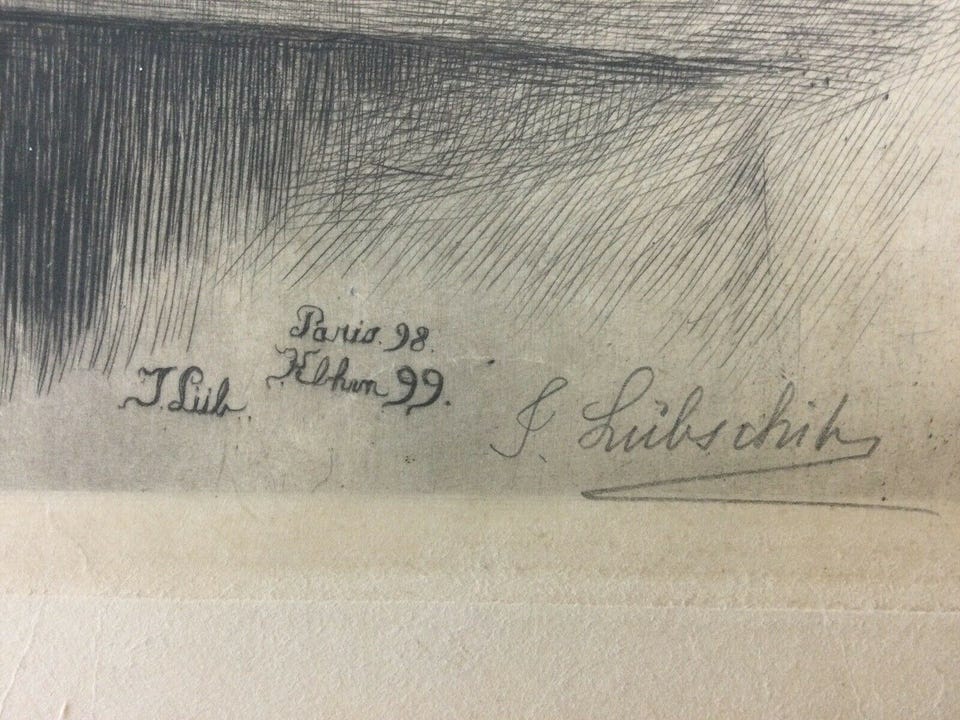 Paris. 98.
Kbhvn 99.
J. Lüb.
J. Lübschitz